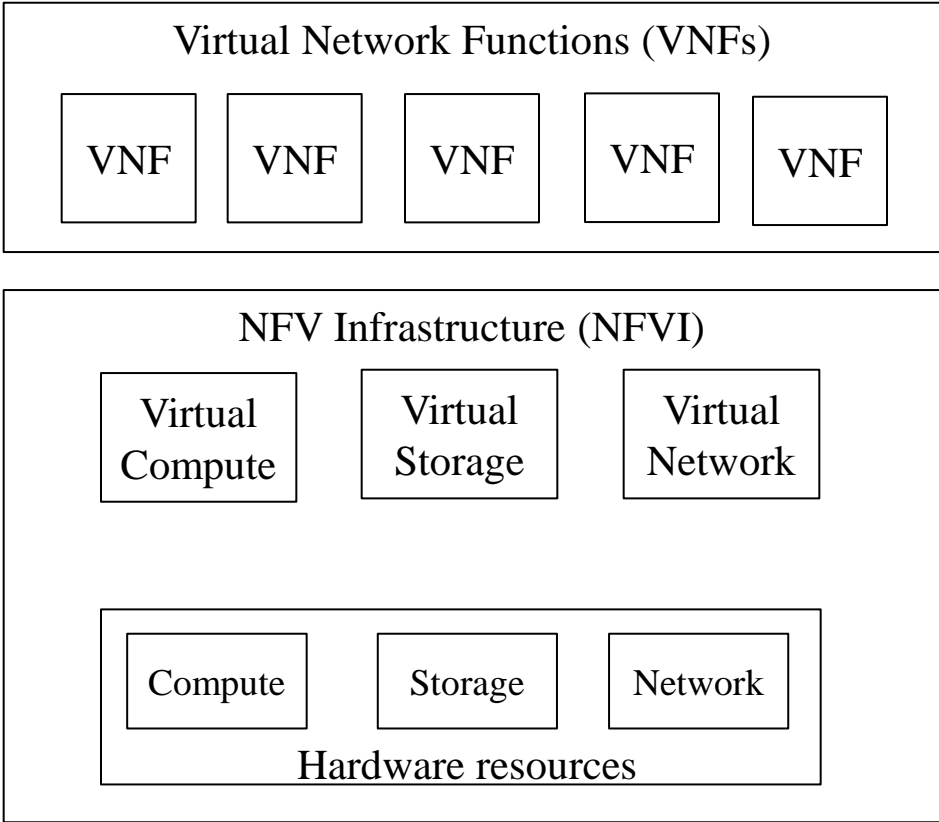 Virtual Network Functions (VNFs)
VNF
VNF
VNF
VNF
VNF
NFV Infrastructure (NFVI)
Virtual
Compute
Virtual
Storage
Virtual
Network
Compute
Storage
Network
Hardware resources